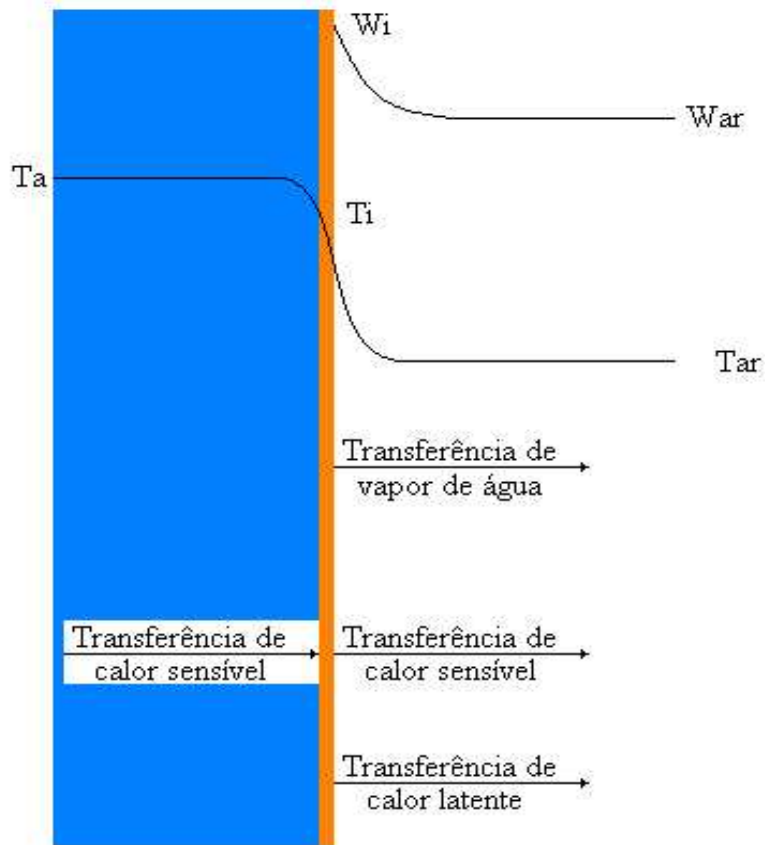 Wi
War
Ta
Ti
Tar
Transferência de
vapor de água
Transferência de
calor sensível
Transferência de
calor sensível
Transferência de
calor latente